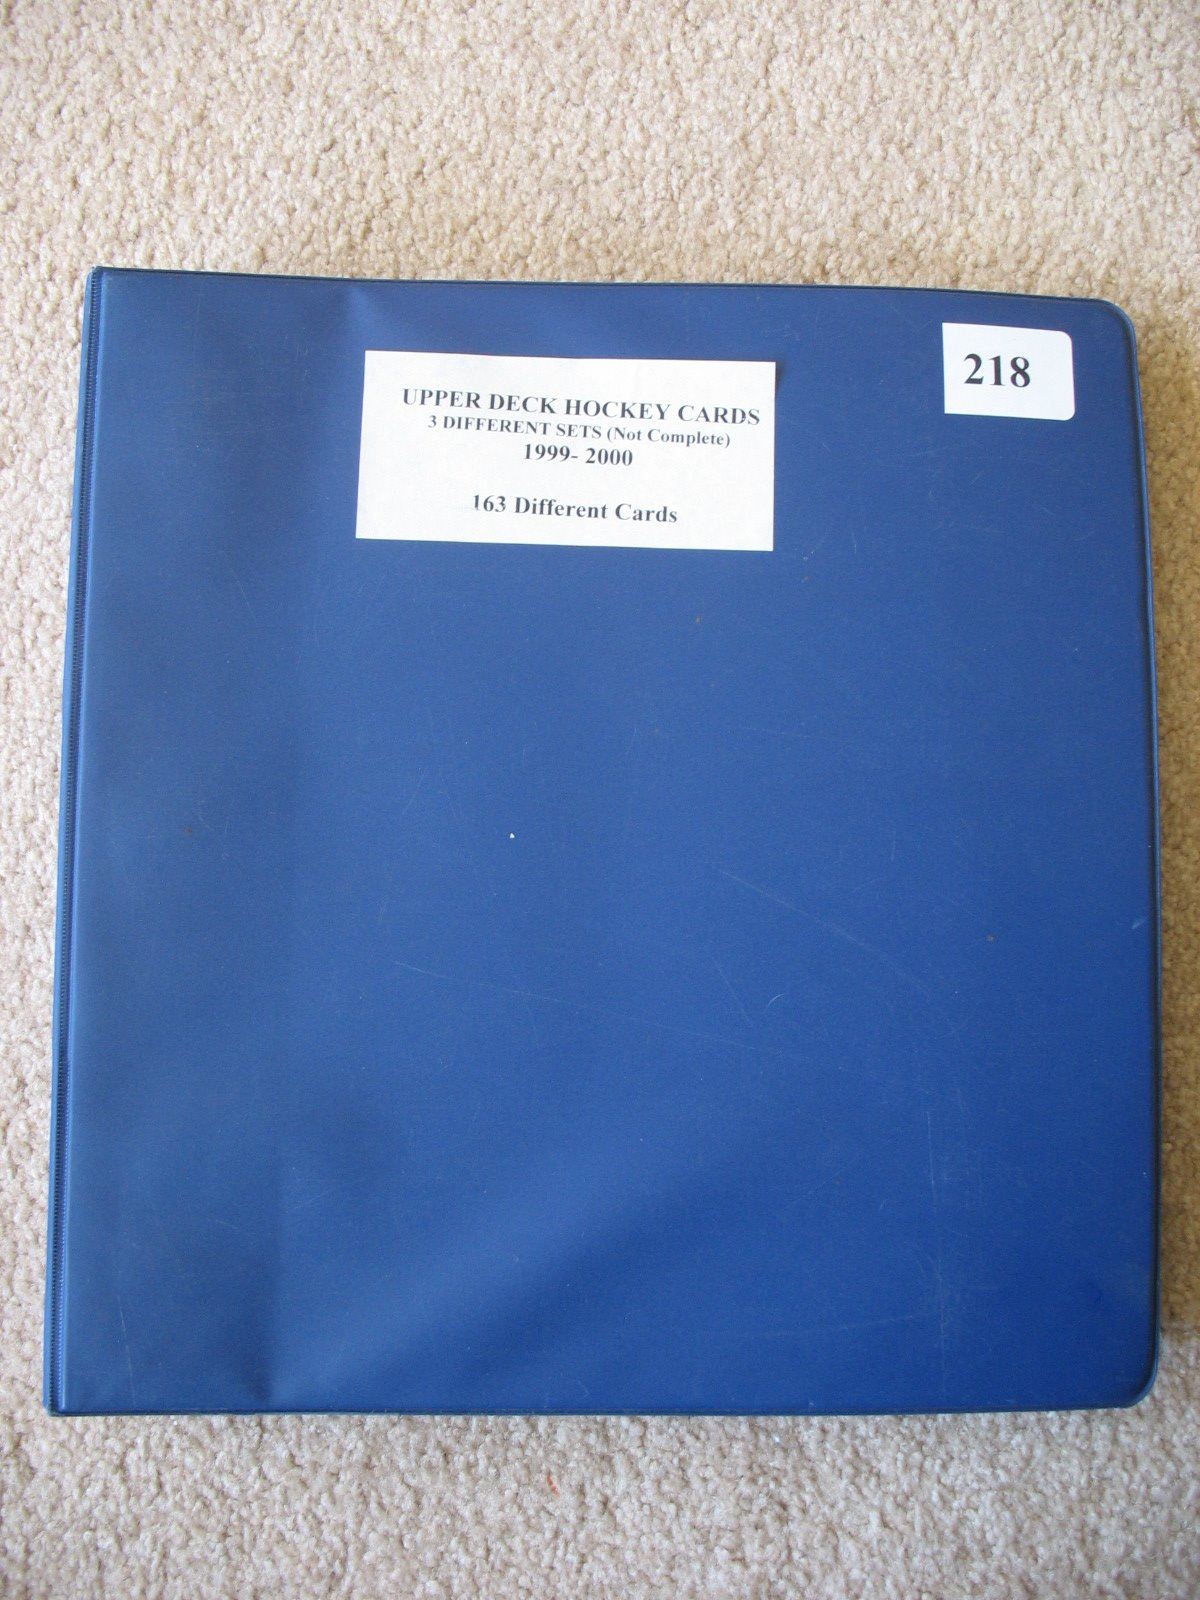 218
UPPER DECK HOCKEY CARDS
3 DIFFERENT SETS (Not Complete)
1999- 2000
163 Different Cards